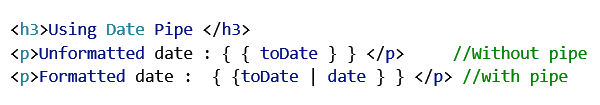 <h3>Using Date Pipe </h3>
<p>Unformatted date : { { toDate } } </p>     //Without pipe
<p>Formatted date :  { {toDate | date } } </p> //with pipe